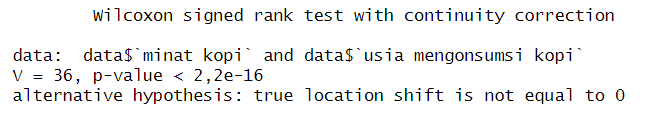 Wilcoxon signed rank test with continuity correction
data:  data$`minat kopi` and data$`usia mengonsumsi kopi`
V = 36, p-value < 2,2e-16
alternative hypothesis: true location shift is not equal to 0